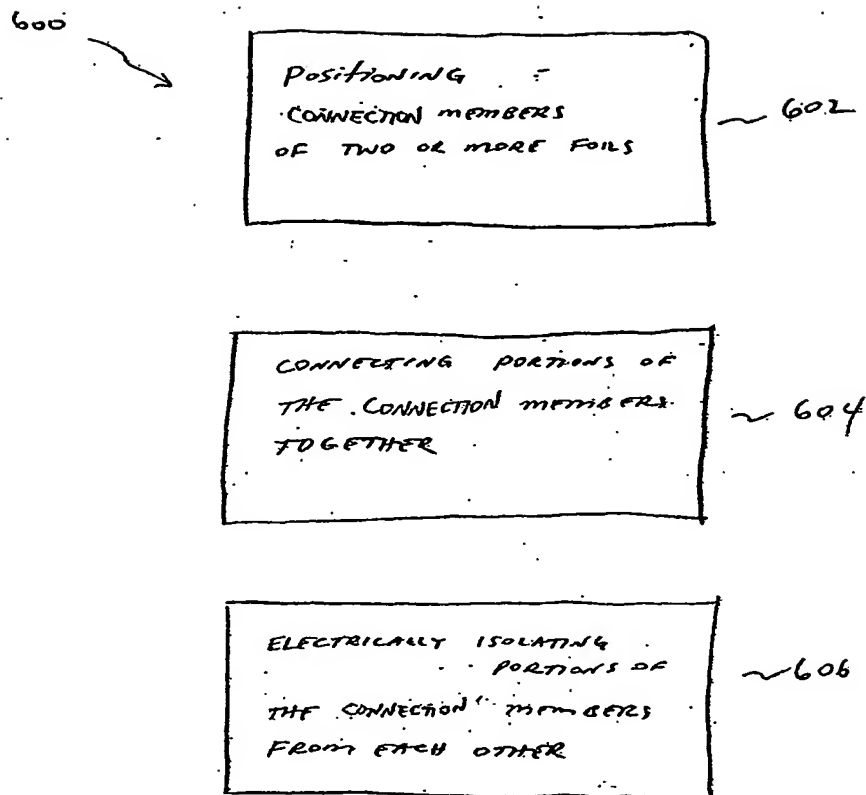 600
Positioning
CONNECTION MEMBERS
OF TWO OR MORE FOILS
602
CONNECTING PORTIONS OF
THE CONNECTION MEMBERS
TOGETHER
604
ELECTRICALLY ISOLATING
PORTIONS OF
THE CONNECTION MEMBERS
FROM EACH OTHER
606